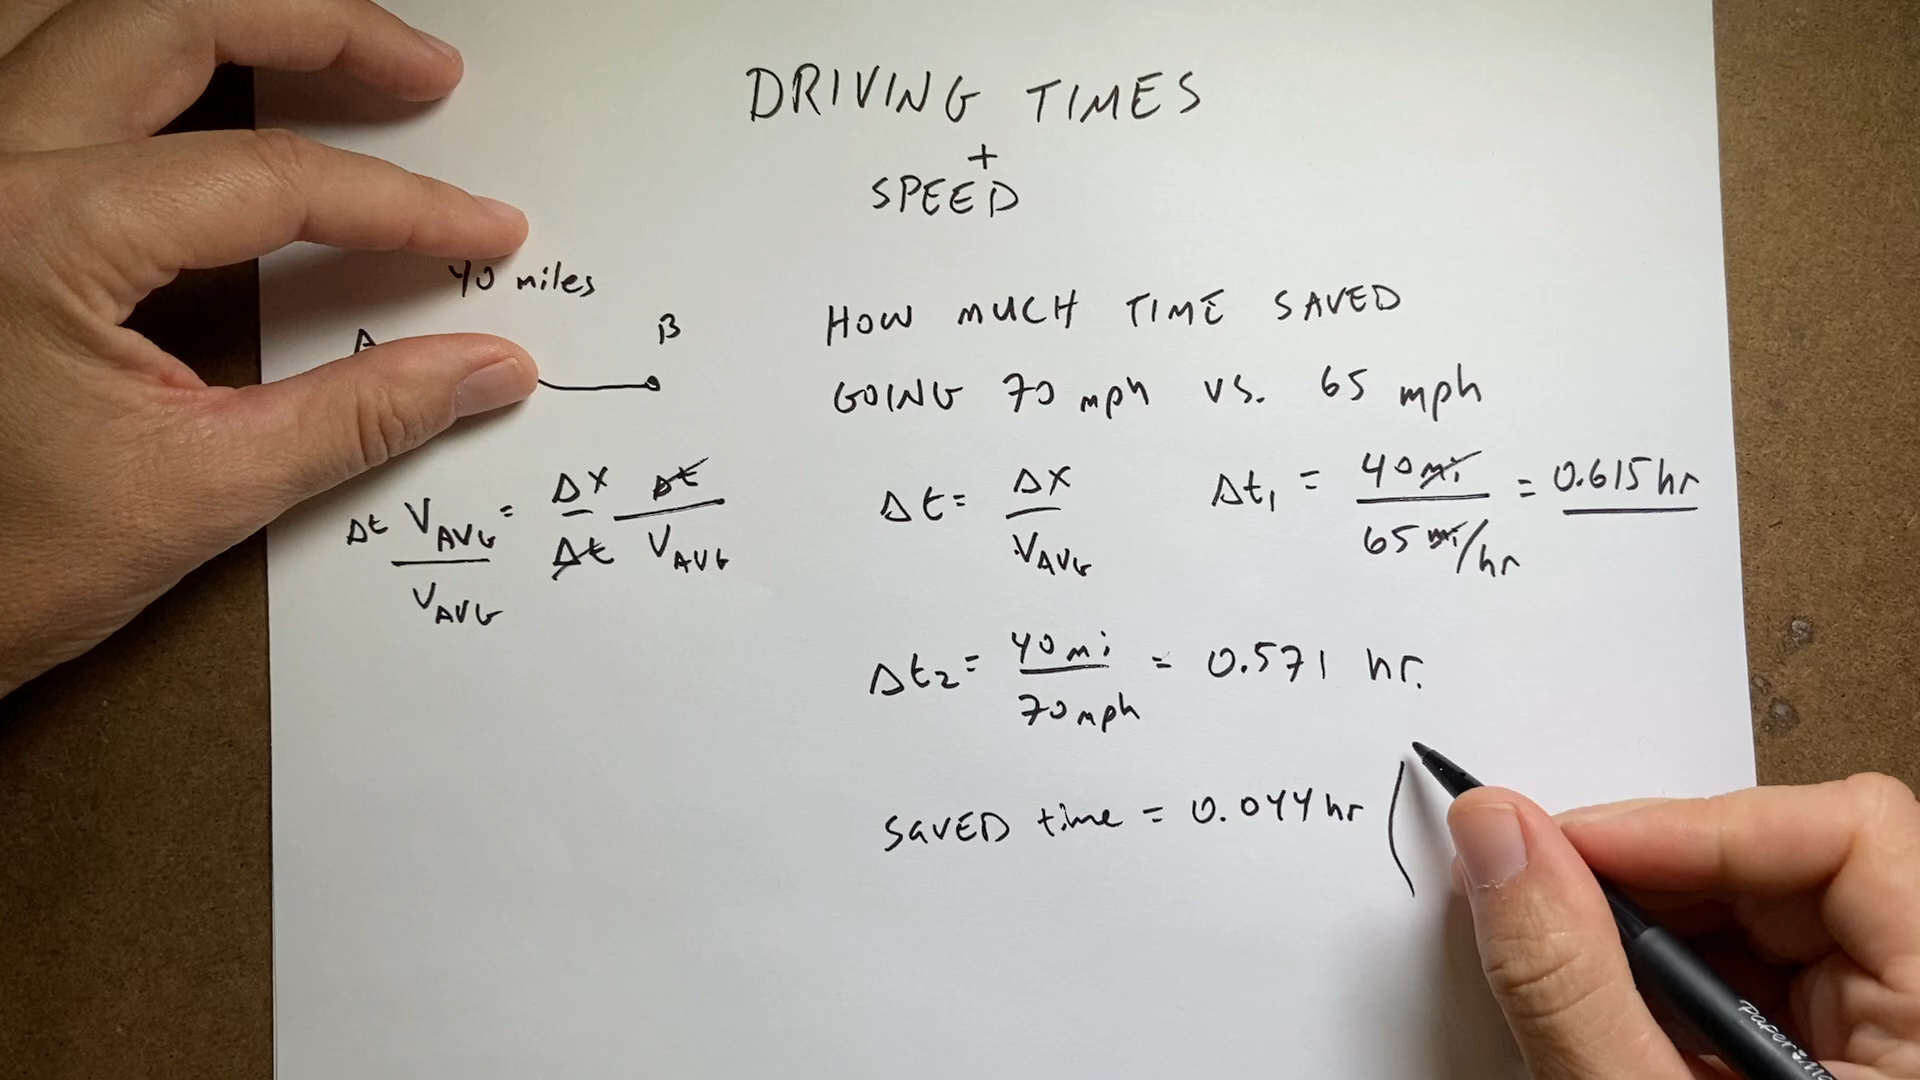 DRIVING TIMES
+
SPEED
40 miles
A B
HOW MUCH TIME SAVED
GOING 70 mph vs. 65 mph
Δt V_AVG / V_AVG = Δx / Δt Δt / V_AVG
Δt = Δx / V_AVG
Δt₁ = 40 mi / 65 mi/hr = 0.615 hr
Δt₂ = 40 mi / 70 mph = 0.571 hr.
SAVED time = 0.044 hr (
PAPER